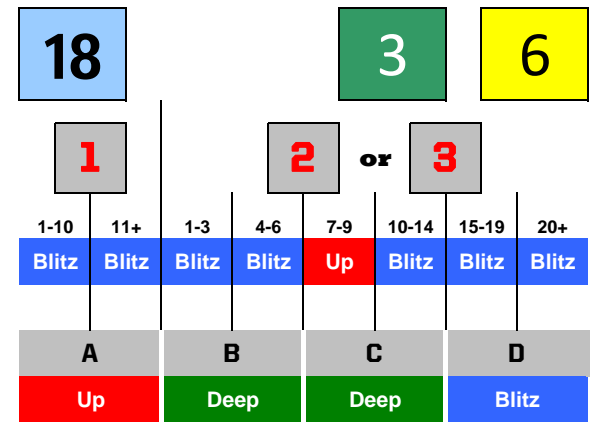 18 3 6
1 2 or 3
1-10 11+ 1-3 4-6 7-9 10-14 15-19 20+
Blitz Blitz Blitz Blitz Up Blitz Blitz Blitz
A B C D
Up Deep Deep Blitz